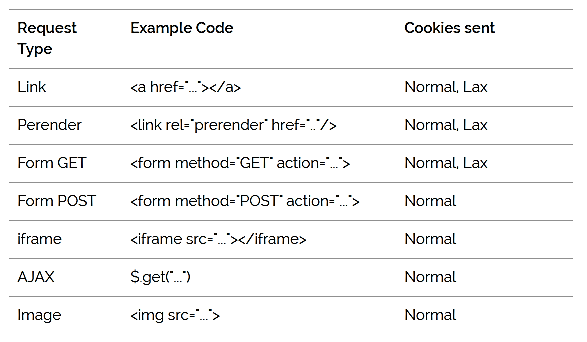 Request Type Example Code Cookies sent
Link <a href="..."></a> Normal, Lax
Perender <link rel="prerender" href=".."/> Normal, Lax
Form GET <form method="GET" action="..."> Normal, Lax
Form POST <form method="POST" action="..."> Normal
iframe <iframe src="..."></iframe> Normal
AJAX $.get("...") Normal
Image <img src="..."> Normal